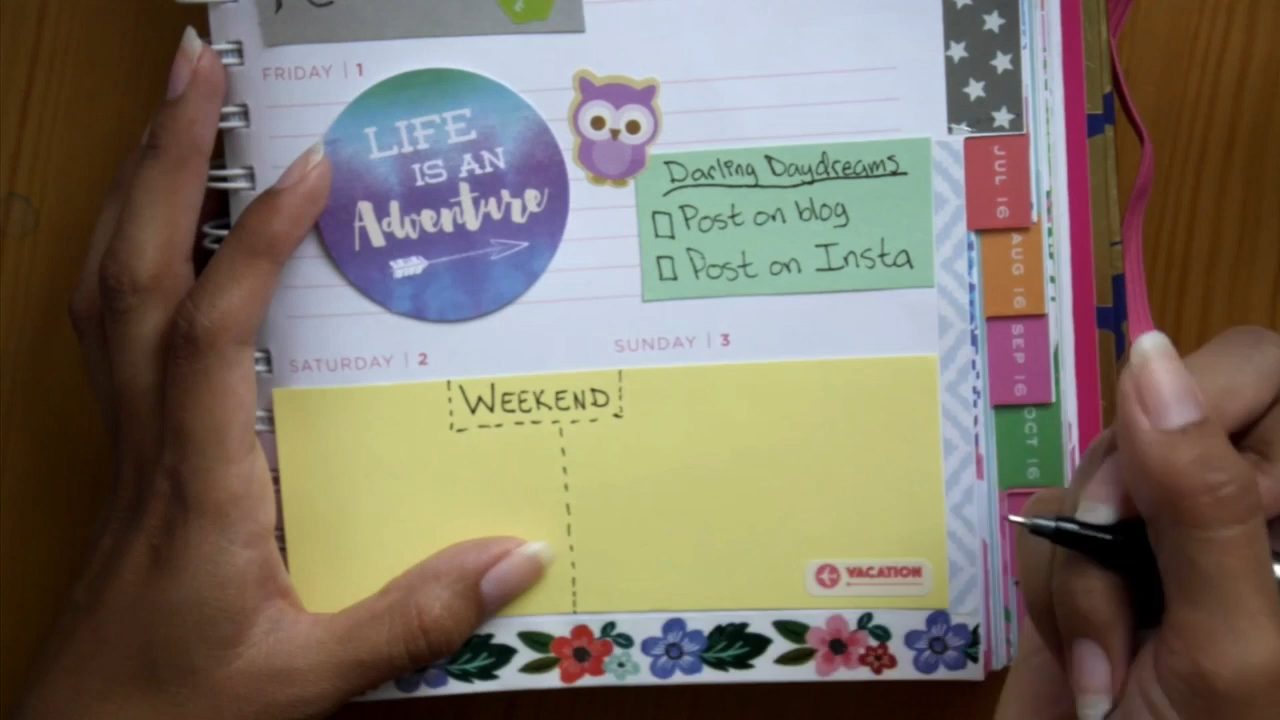 FRIDAY | 1
LIFE
IS AN
Adventure
Darling Daydreams
Post on blog
Post on Insta
SATURDAY | 2
SUNDAY | 3
WEEKEND
VACATION
JUL 16
AUG 16
SEP 16
OCT 16